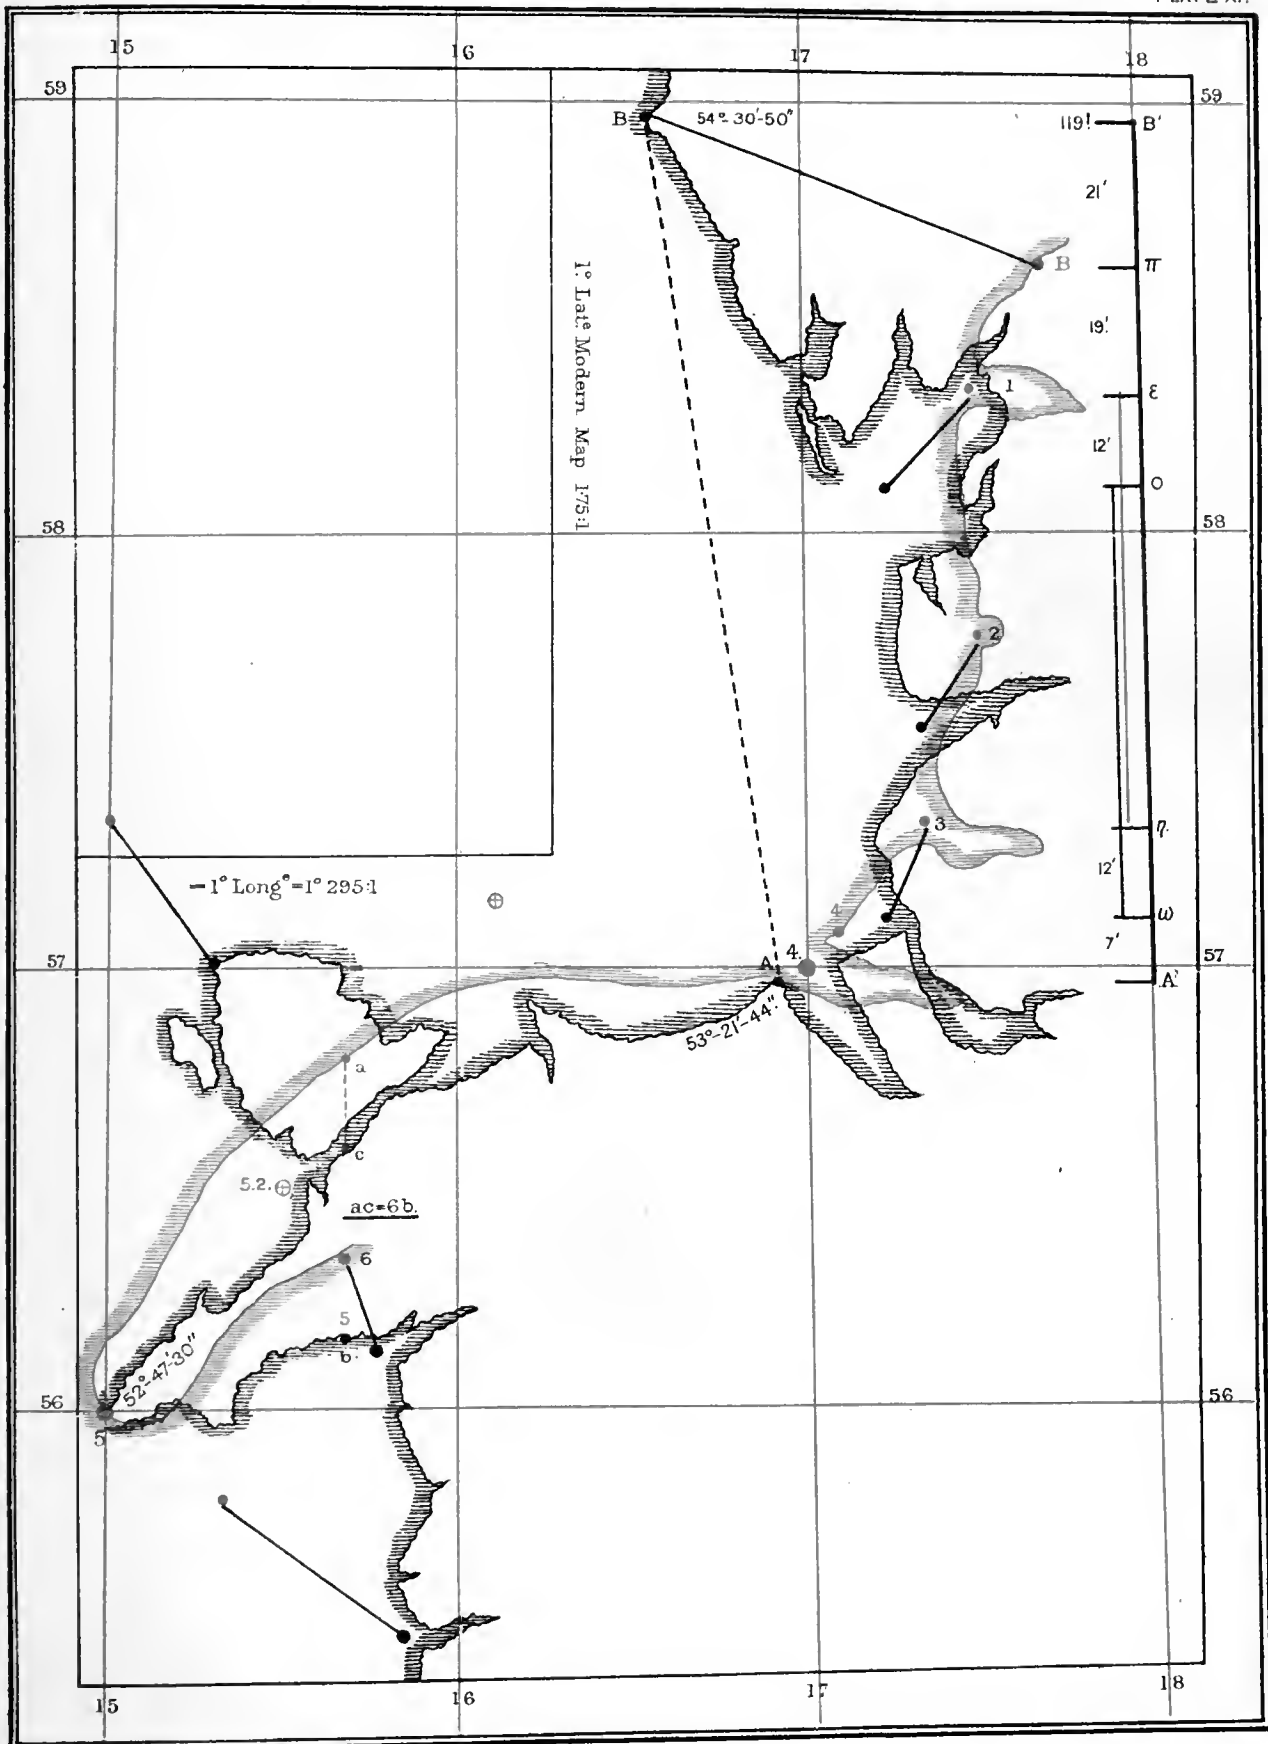 15 16 17 18
59 59
B 54°-30'-50" 119! B'
21'
B π
19!
1 ε
12'
O
1° Lat.e Modern Map 1·75:1
58 58
2
3 η.
12'
— 1° Long.e = 1° 295:1
4 ω
7'
57 A 4. 57
A'
53°-21'-44"
a
c
5.2.
ac=6b.
6
5
b.
52°-47'-30"
56 56
5
15 16 17 18